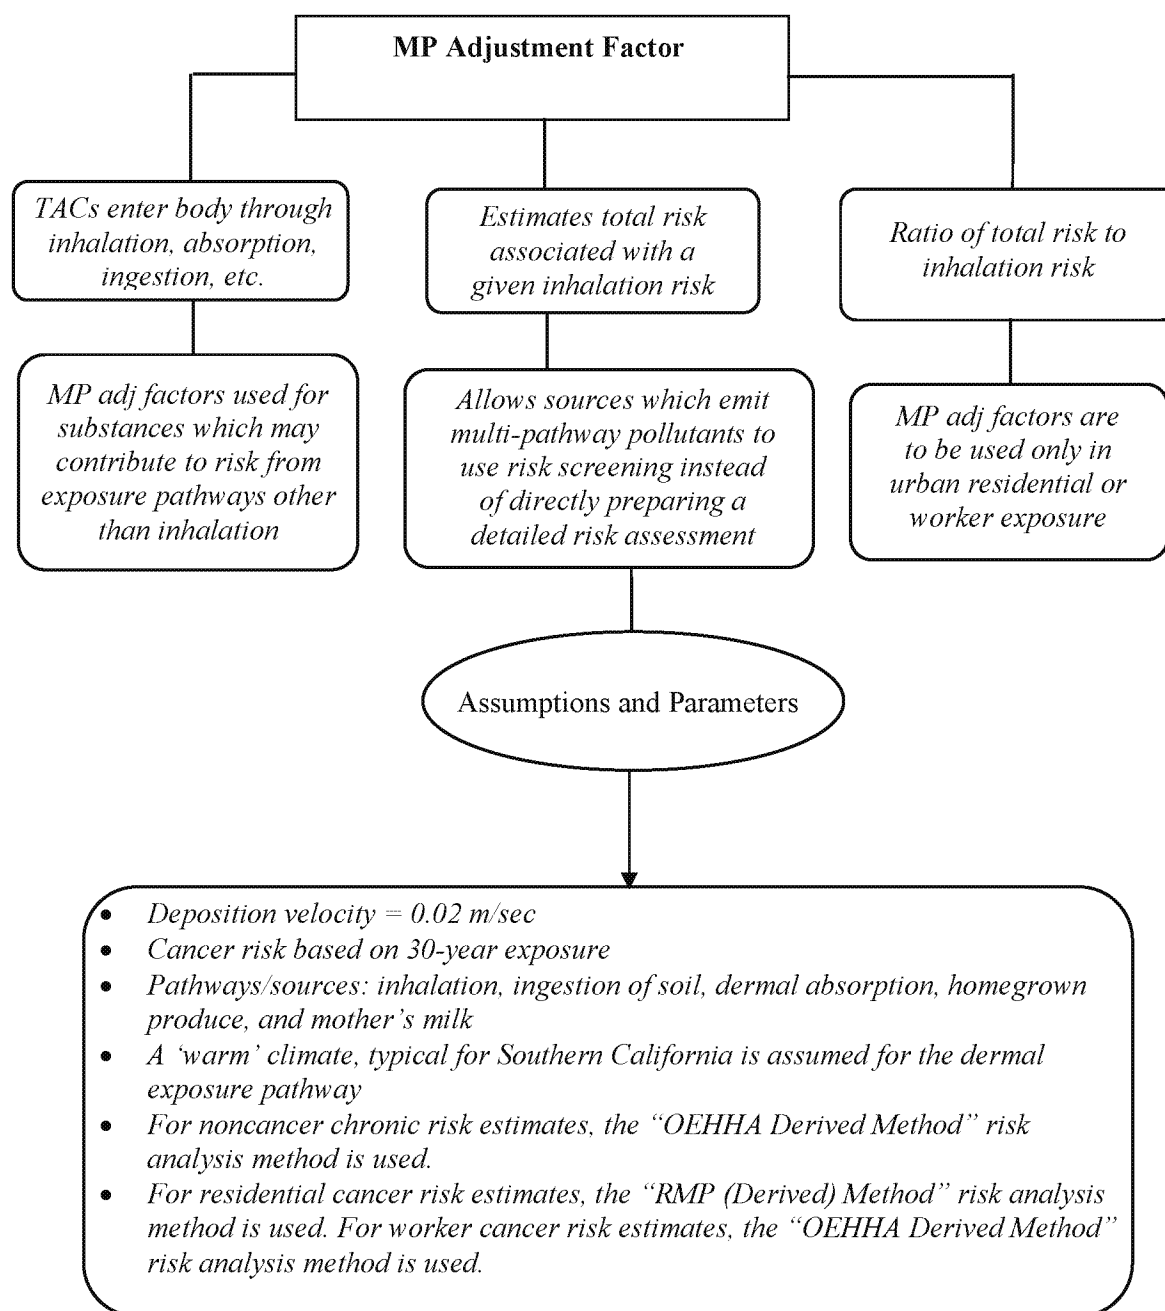 MP Adjustment Factor
TACs enter body through
inhalation, absorption,
ingestion, etc.
Estimates total risk
associated with a
given inhalation risk
Ratio of total risk to
inhalation risk
MP adj factors used for
substances which may
contribute to risk from
exposure pathways other
than inhalation
Allows sources which emit
multi-pathway pollutants to
use risk screening instead
of directly preparing a
detailed risk assessment
MP adj factors are
to be used only in
urban residential or
worker exposure
Assumptions and Parameters
• Deposition velocity = 0.02 m/sec
• Cancer risk based on 30-year exposure
• Pathways/sources: inhalation, ingestion of soil, dermal absorption, homegrown
produce, and mother’s milk
• A ‘warm’ climate, typical for Southern California is assumed for the dermal
exposure pathway
• For noncancer chronic risk estimates, the “OEHHA Derived Method” risk
analysis method is used.
• For residential cancer risk estimates, the “RMP (Derived) Method” risk analysis
method is used. For worker cancer risk estimates, the “OEHHA Derived Method”
risk analysis method is used.